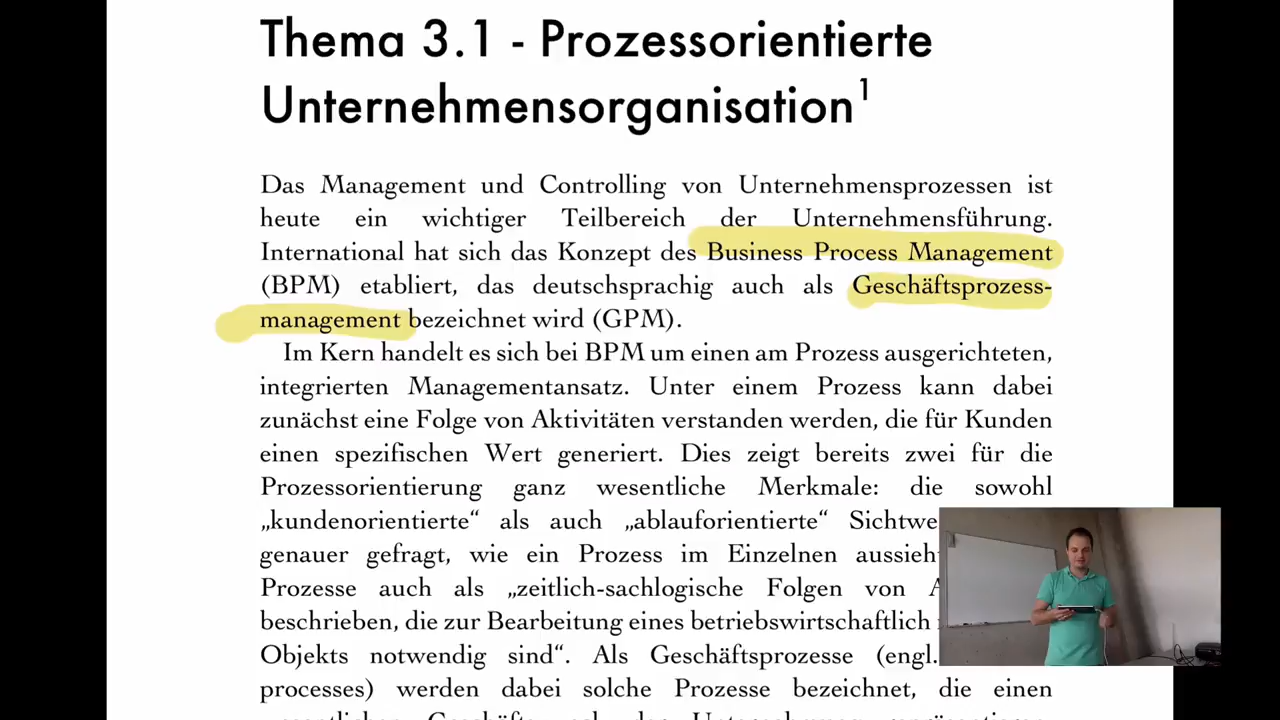 Thema 3.1 - Prozessorientierte
Unternehmensorganisation¹
Das Management und Controlling von Unternehmensprozessen ist
heute ein wichtiger Teilbereich der Unternehmensführung.
International hat sich das Konzept des Business Process Management
(BPM) etabliert, das deutschsprachig auch als Geschäftsprozess-
management bezeichnet wird (GPM).
Im Kern handelt es sich bei BPM um einen am Prozess ausgerichteten,
integrierten Managementansatz. Unter einem Prozess kann dabei
zunächst eine Folge von Aktivitäten verstanden werden, die für Kunden
einen spezifischen Wert generiert. Dies zeigt bereits zwei für die
Prozessorientierung ganz wesentliche Merkmale: die sowohl
„kundenorientierte“ als auch „ablauforientierte“
genauer gefragt, wie ein Prozess im Einzelnen
Prozesse auch als „zeitlich-sachlogische Folgen von
beschrieben, die zur Bearbeitung eines betriebswirtschaftlich
Objekts notwendig sind“. Als Geschäftsprozesse (engl.
processes) werden dabei solche Prozesse bezeichnet, die einen